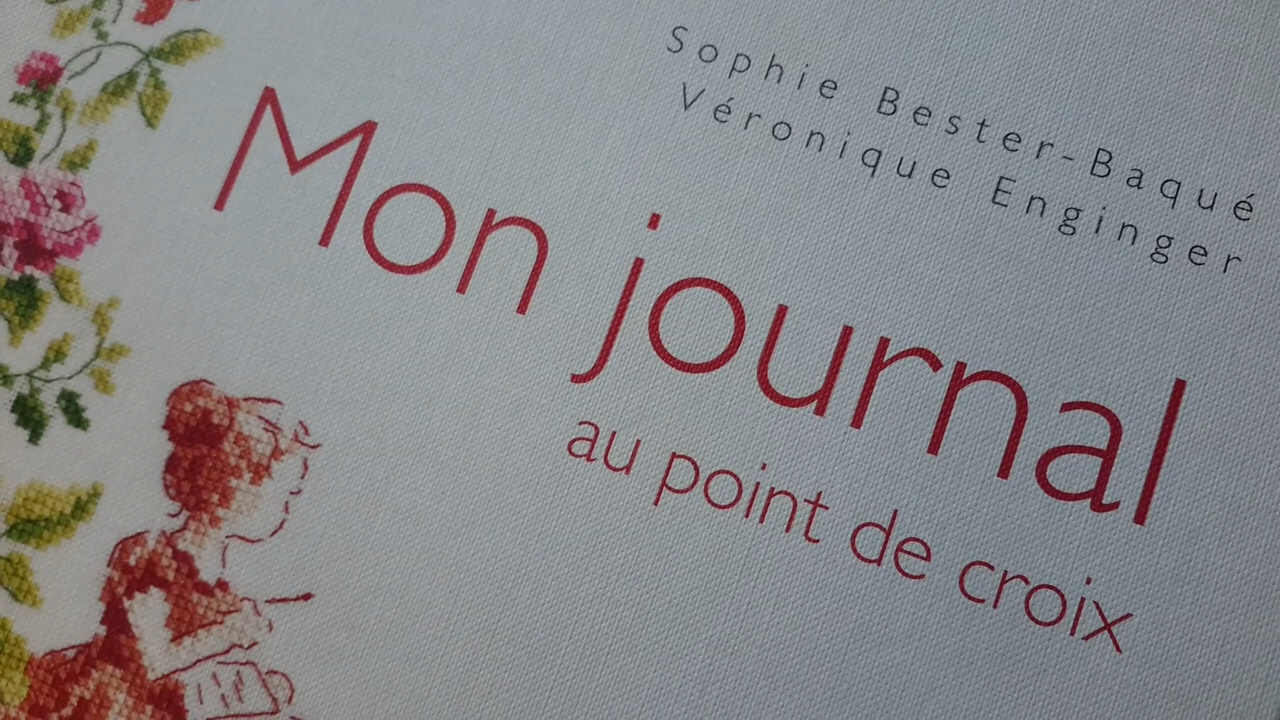 Sophie Bester-Baqué
Véronique Enginger
Mon journal
au point de croix